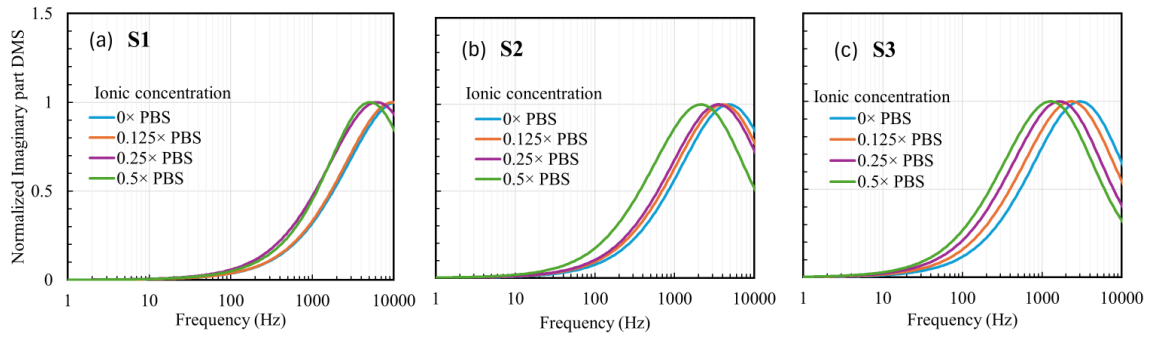 Normalized Imaginary part DMS
1.5
1
0.5
0
(a) S1
Ionic concentration
0× PBS
0.125× PBS
0.25× PBS
0.5× PBS
1 10 100 1000 10000
Frequency (Hz)
(b) S2
Ionic concentration
0× PBS
0.125× PBS
0.25× PBS
0.5× PBS
1 10 100 1000 10000
Frequency (Hz)
(c) S3
Ionic concentration
0× PBS
0.125× PBS
0.25× PBS
0.5× PBS
1 10 100 1000 10000
Frequency (Hz)